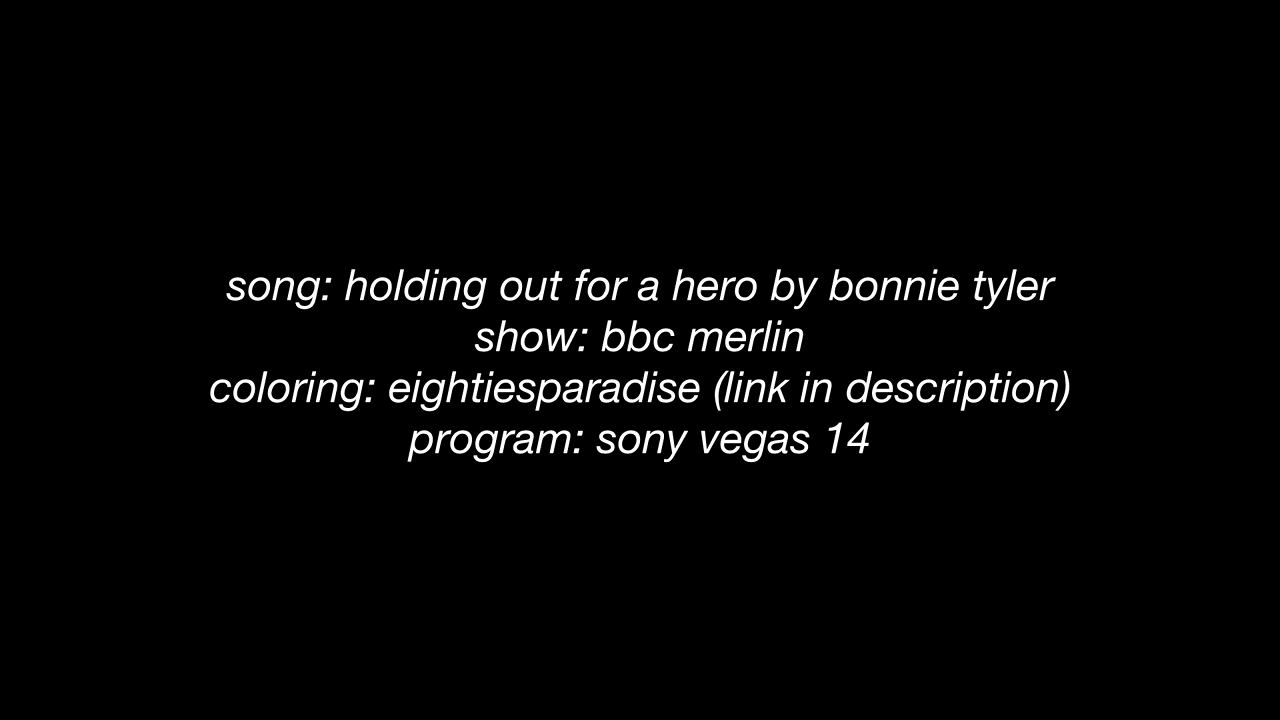 song: holding out for a hero by bonnie tyler
show: bbc merlin
coloring: eightiesparadise (link in description)
program: sony vegas 14